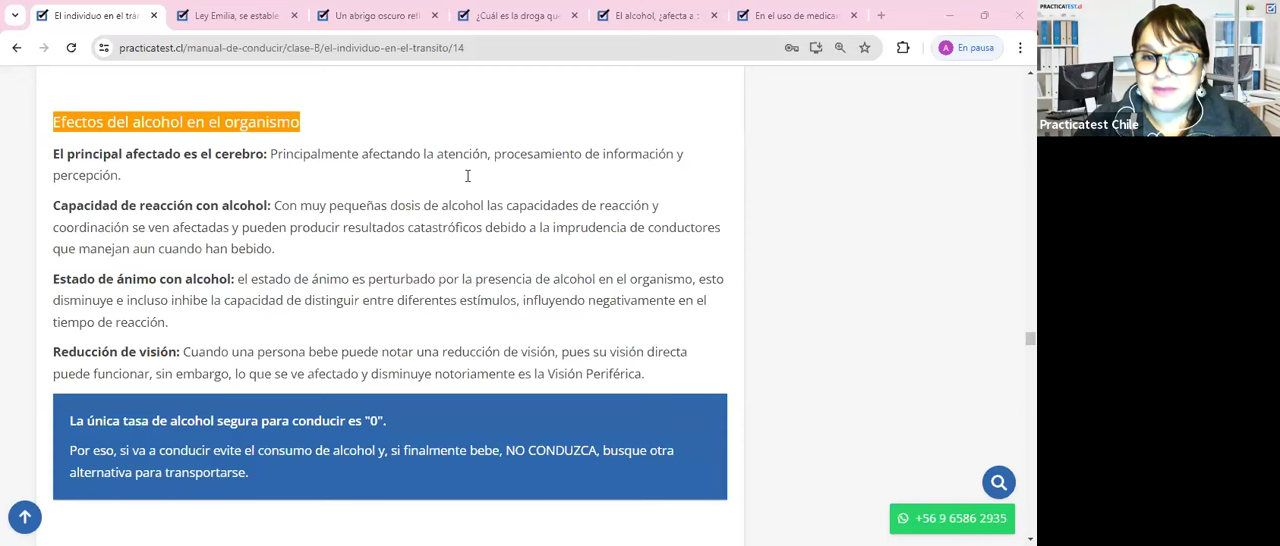 El individuo en el trán
Ley Emilia, se estable
Un abrigo oscuro refl
¿Cuál es la droga que
El alcohol, ¿afecta a t
En el uso de medica
practicatest.cl/manual-de-conducir/clase-B/el-individuo-en-el-transito/14
A En pausa
PRACTICATEST.cl
Practicatest Chile
Efectos del alcohol en el organismo
El principal afectado es el cerebro: Principalmente afectando la atención, procesamiento de información y
percepción.
Capacidad de reacción con alcohol: Con muy pequeñas dosis de alcohol las capacidades de reacción y
coordinación se ven afectadas y pueden producir resultados catastróficos debido a la imprudencia de conductores
que manejan aun cuando han bebido.
Estado de ánimo con alcohol: el estado de ánimo es perturbado por la presencia de alcohol en el organismo, esto
disminuye e incluso inhibe la capacidad de distinguir entre diferentes estímulos, influyendo negativamente en el
tiempo de reacción.
Reducción de visión: Cuando una persona bebe puede notar una reducción de visión, pues su visión directa
puede funcionar, sin embargo, lo que se ve afectado y disminuye notoriamente es la Visión Periférica.
La única tasa de alcohol segura para conducir es "0".
Por eso, si va a conducir evite el consumo de alcohol y, si finalmente bebe, NO CONDUZCA, busque otra
alternativa para transportarse.
+56 9 6586 2935